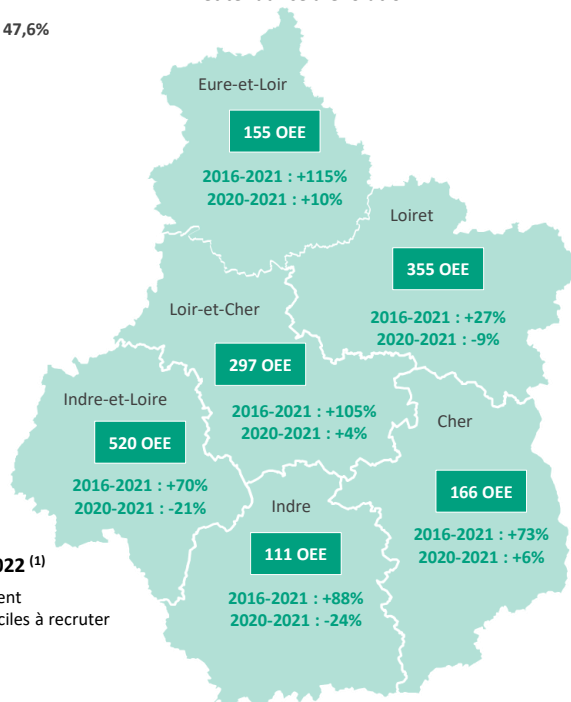 47,6%
Eure-et-Loir
155 OEE
2016-2021 : +115%
2020-2021 : +10%
Loiret
355 OEE
2016-2021 : +27%
2020-2021 : -9%
Loir-et-Cher
297 OEE
2016-2021 : +105%
2020-2021 : +4%
Indre-et-Loire
520 OEE
2016-2021 : +70%
2020-2021 : -21%
Cher
166 OEE
2016-2021 : +73%
2020-2021 : +6%
Indre
111 OEE
2016-2021 : +88%
2020-2021 : -24%
022 (1)
ent
ciles à recruter